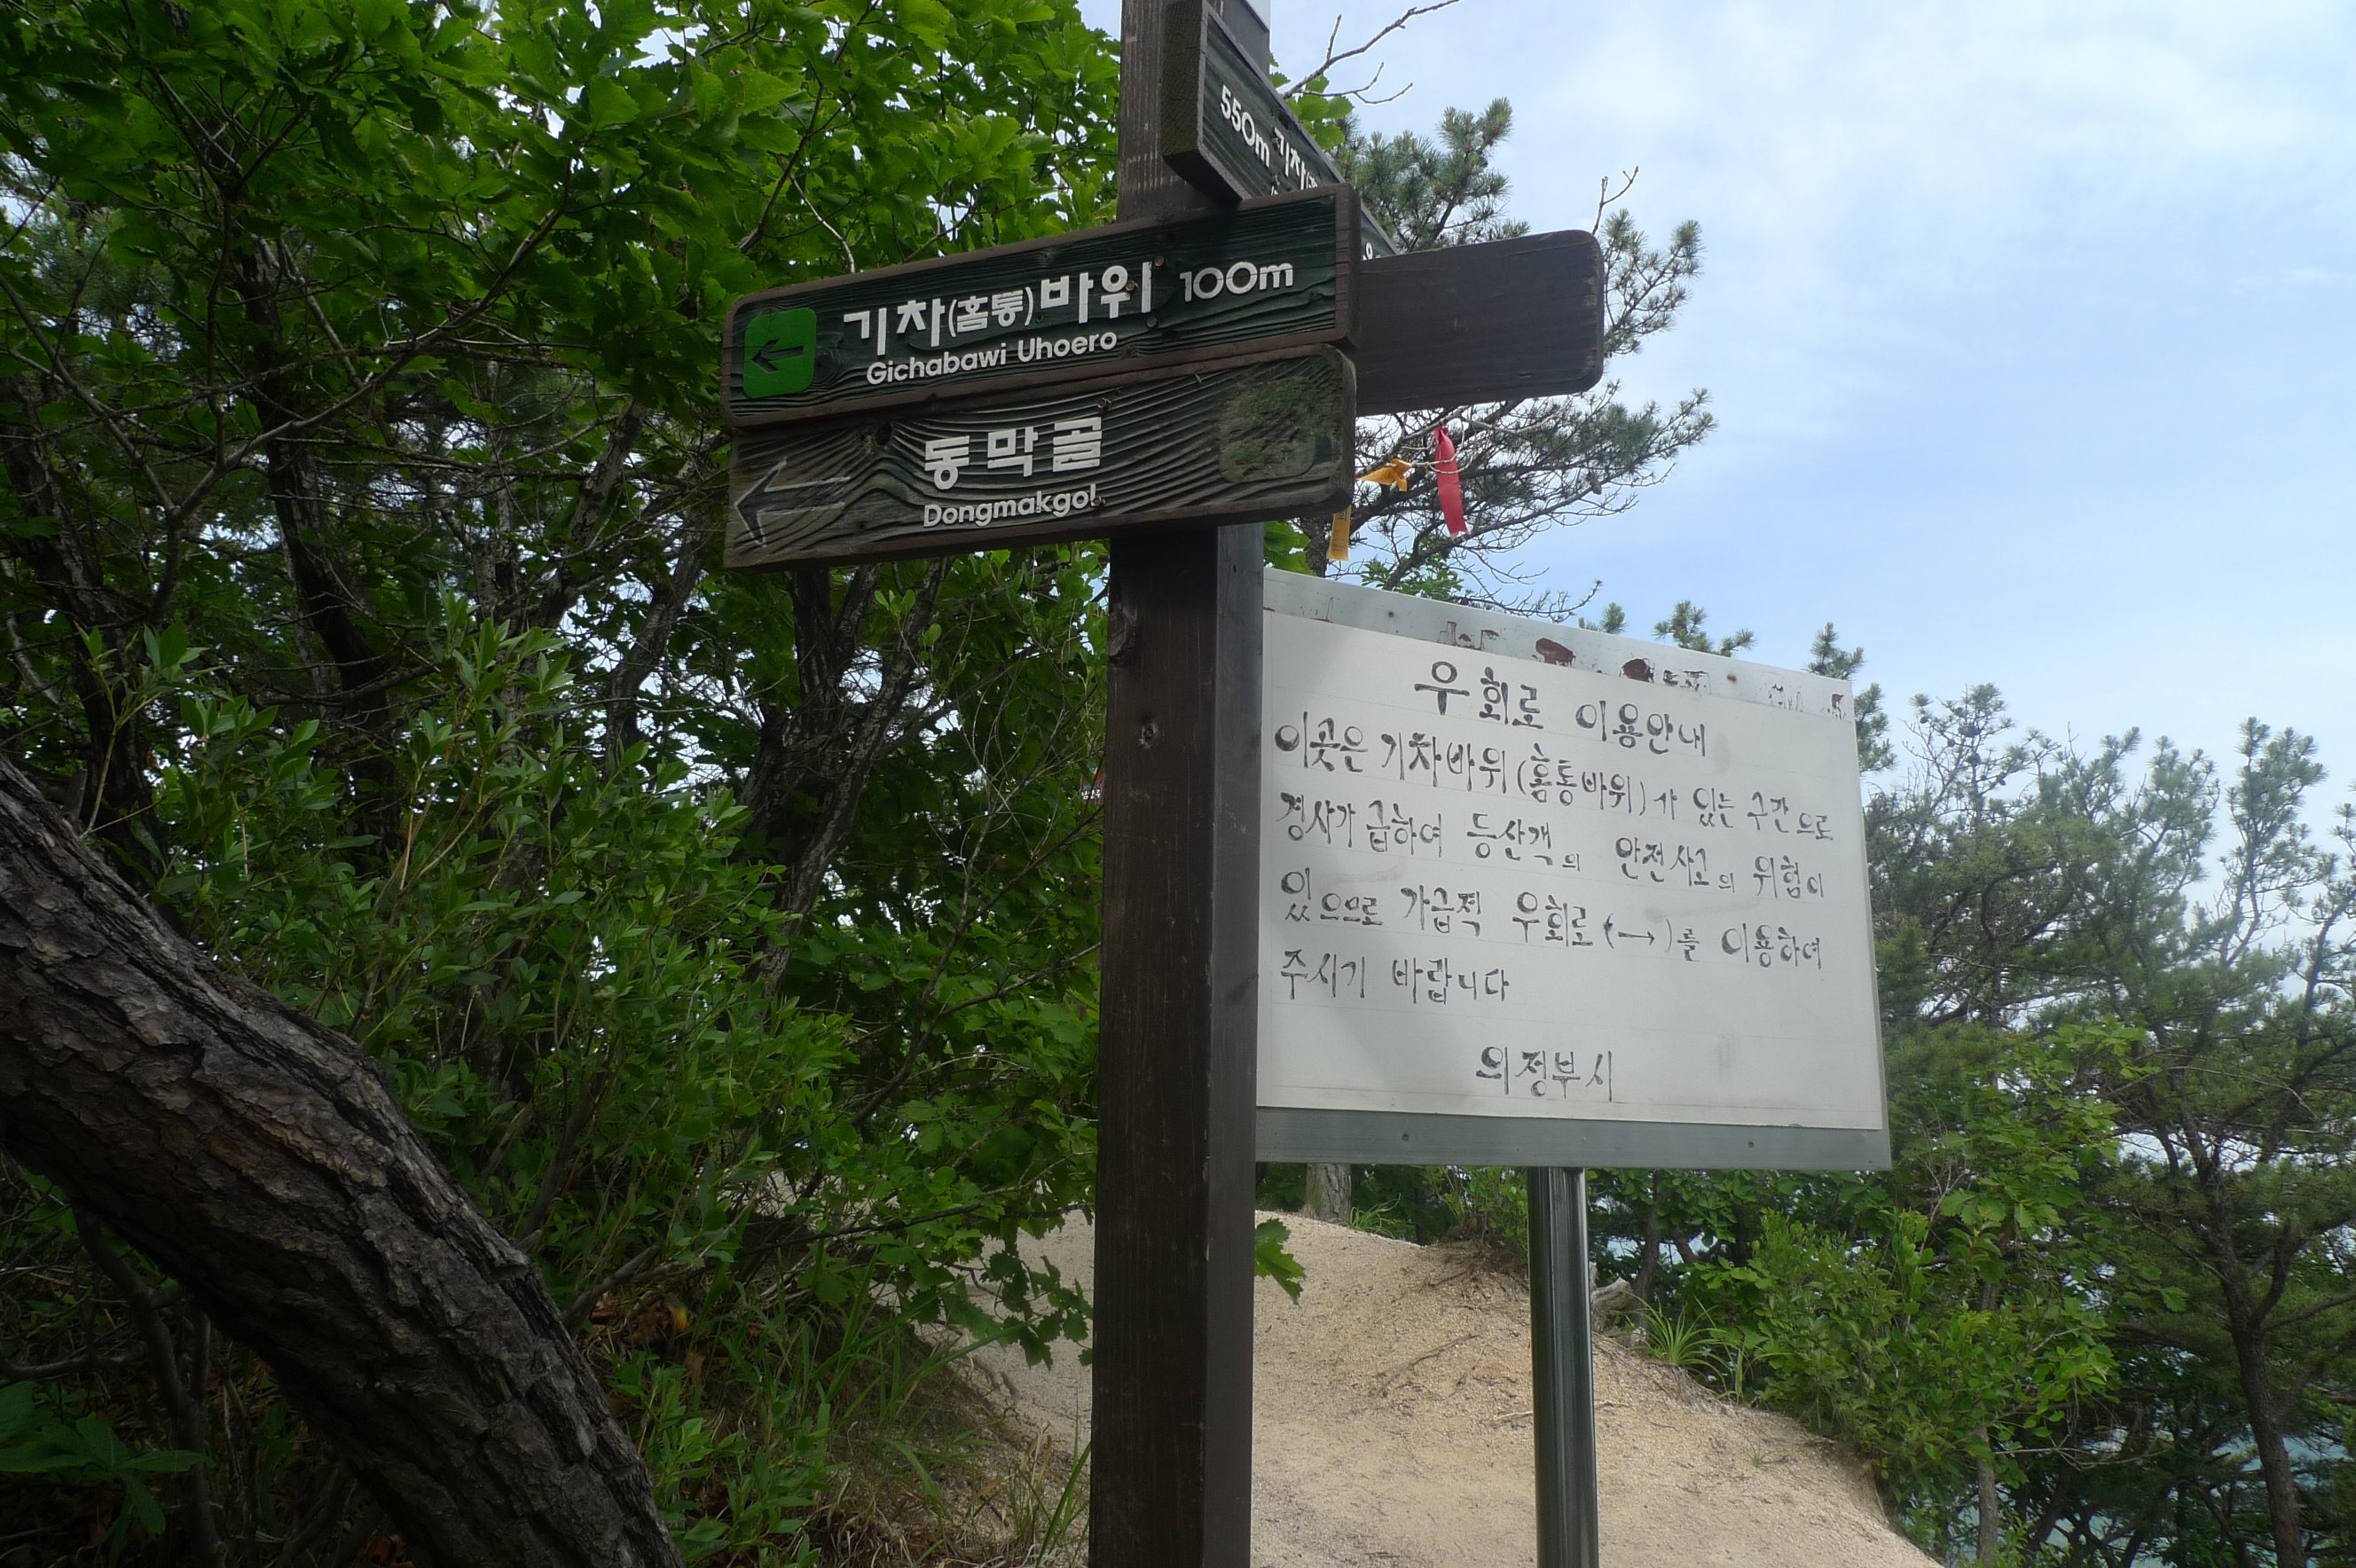 550m 기차
기차(홈통)바위 100m
Gichabawi Uhoero
동막골
Dongmakgol
우회로 이용안내
이곳은 기차바위(홈통바위)가 있는 구간으로
경사가 급하여 등산객의 안전사고의 위험이
있으므로 가급적 우회로(→)를 이용하여
주시기 바랍니다
의정부시